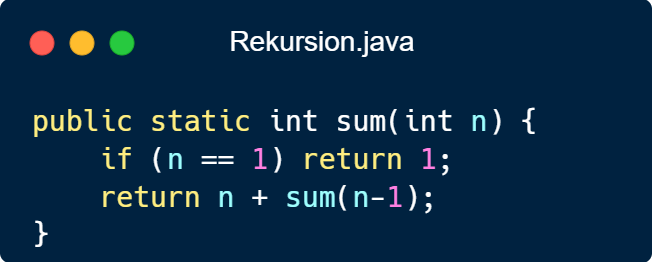 Rekursion.java
public static int sum(int n) {
    if (n == 1) return 1;
    return n + sum(n-1);
}